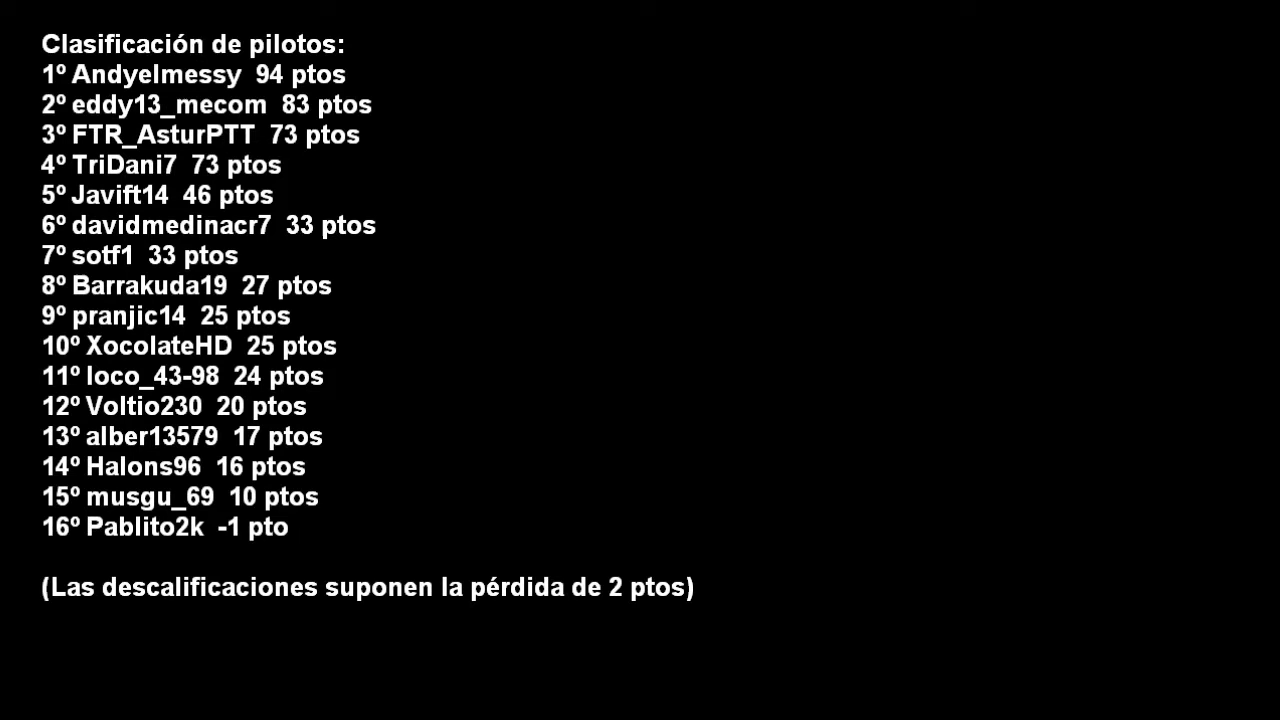 Clasificación de pilotos:
1º Andyelmessy  94 ptos
2º eddy13_mecom  83 ptos
3º FTR_AsturPTT  73 ptos
4º TriDani7  73 ptos
5º Javift14  46 ptos
6º davidmedinacr7  33 ptos
7º sotf1  33 ptos
8º Barrakuda19  27 ptos
9º pranjic14  25 ptos
10º XocolateHD  25 ptos
11º loco_43-98  24 ptos
12º Voltio230  20 ptos
13º alber13579  17 ptos
14º Halons96  16 ptos
15º musgu_69  10 ptos
16º Pablito2k  -1 pto
(Las descalificaciones suponen la pérdida de 2 ptos)